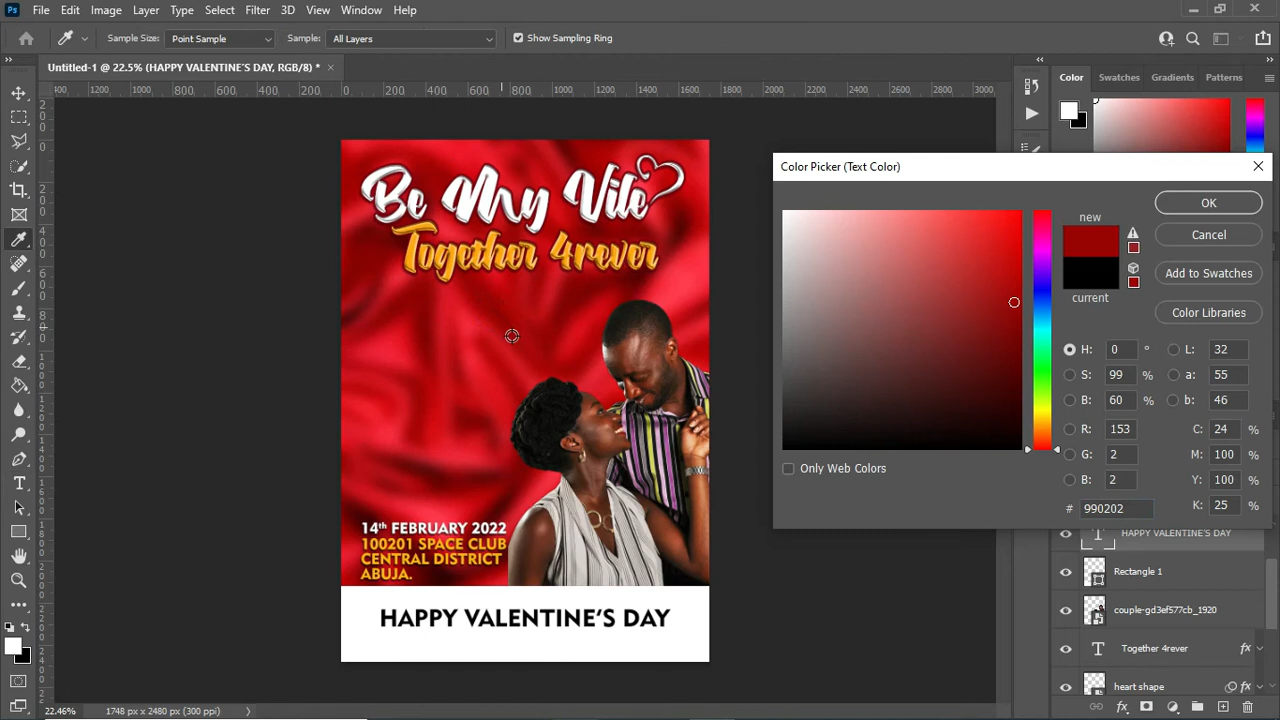 Ps File Edit Image Layer Type Select Filter 3D View Window Help
Sample Size: Point Sample Sample: All Layers Show Sampling Ring
Untitled-1 @ 22.5% (HAPPY VALENTINE'S DAY, RGB/8) *
Color Swatches Gradients Patterns
Be My Vile
Together 4rever
14th FEBRUARY 2022
100201 SPACE CLUB
CENTRAL DISTRICT
ABUJA.
HAPPY VALENTINE'S DAY
Color Picker (Text Color)
new
current
OK
Cancel
Add to Swatches
Color Libraries
H: 0 ° L: 32
S: 99 % a: 55
B: 60 % b: 46
R: 153 C: 24 %
G: 2 M: 100 %
B: 2 Y: 100 %
# 990202 K: 25 %
Only Web Colors
HAPPY VALENTINE'S DAY
Rectangle 1
couple-gd3ef577cb_1920
Together 4rever fx
heart shape fx
22.46% 1748 px x 2480 px (300 ppi)